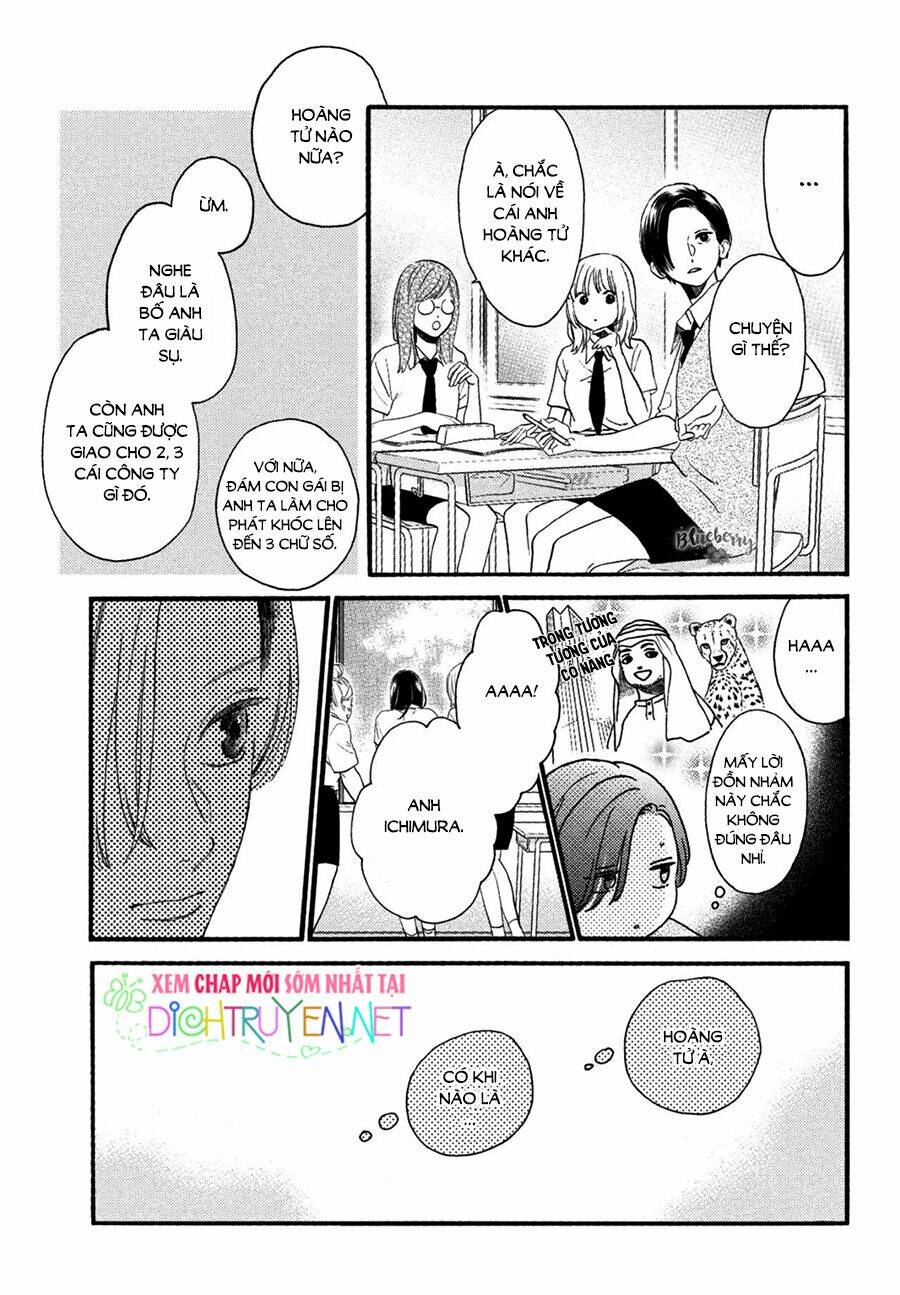 ...
CHUYỆN
GÌ THẾ?
À, CHẮC
LÀ NÓI VỀ
CÁI ANH
HOÀNG TỬ
KHÁC.
Blueberry
HOÀNG
TỬ NÀO
NỮA?
ỪM.
NGHE
ĐÂU LÀ
BỐ ANH
TA GIÀU
SỤ.
CÒN ANH
TA CŨNG ĐƯỢC
GIAO CHO 2, 3
CÁI CÔNG TY
GÌ ĐÓ.
VỚI NỮA,
ĐÁM CON GÁI BỊ
ANH TA LÀM CHO
PHÁT KHÓC LÊN
ĐẾN 3 CHỮ SỐ.
HAAA
...
TRONG TƯỞNG
TƯỢNG CỦA
CÔ NÀNG
MẤY LỜI
ĐỒN NHẢM
NÀY CHẮC
KHÔNG
ĐÚNG ĐÂU
NHỈ.
AAAA!
ANH
ICHIMURA.
XEM CHAP MỚI SỚM NHẤT TẠI
DICHTRUYEN.NET
HOÀNG
TỬ À,
CÓ KHI
NÀO LÀ
...